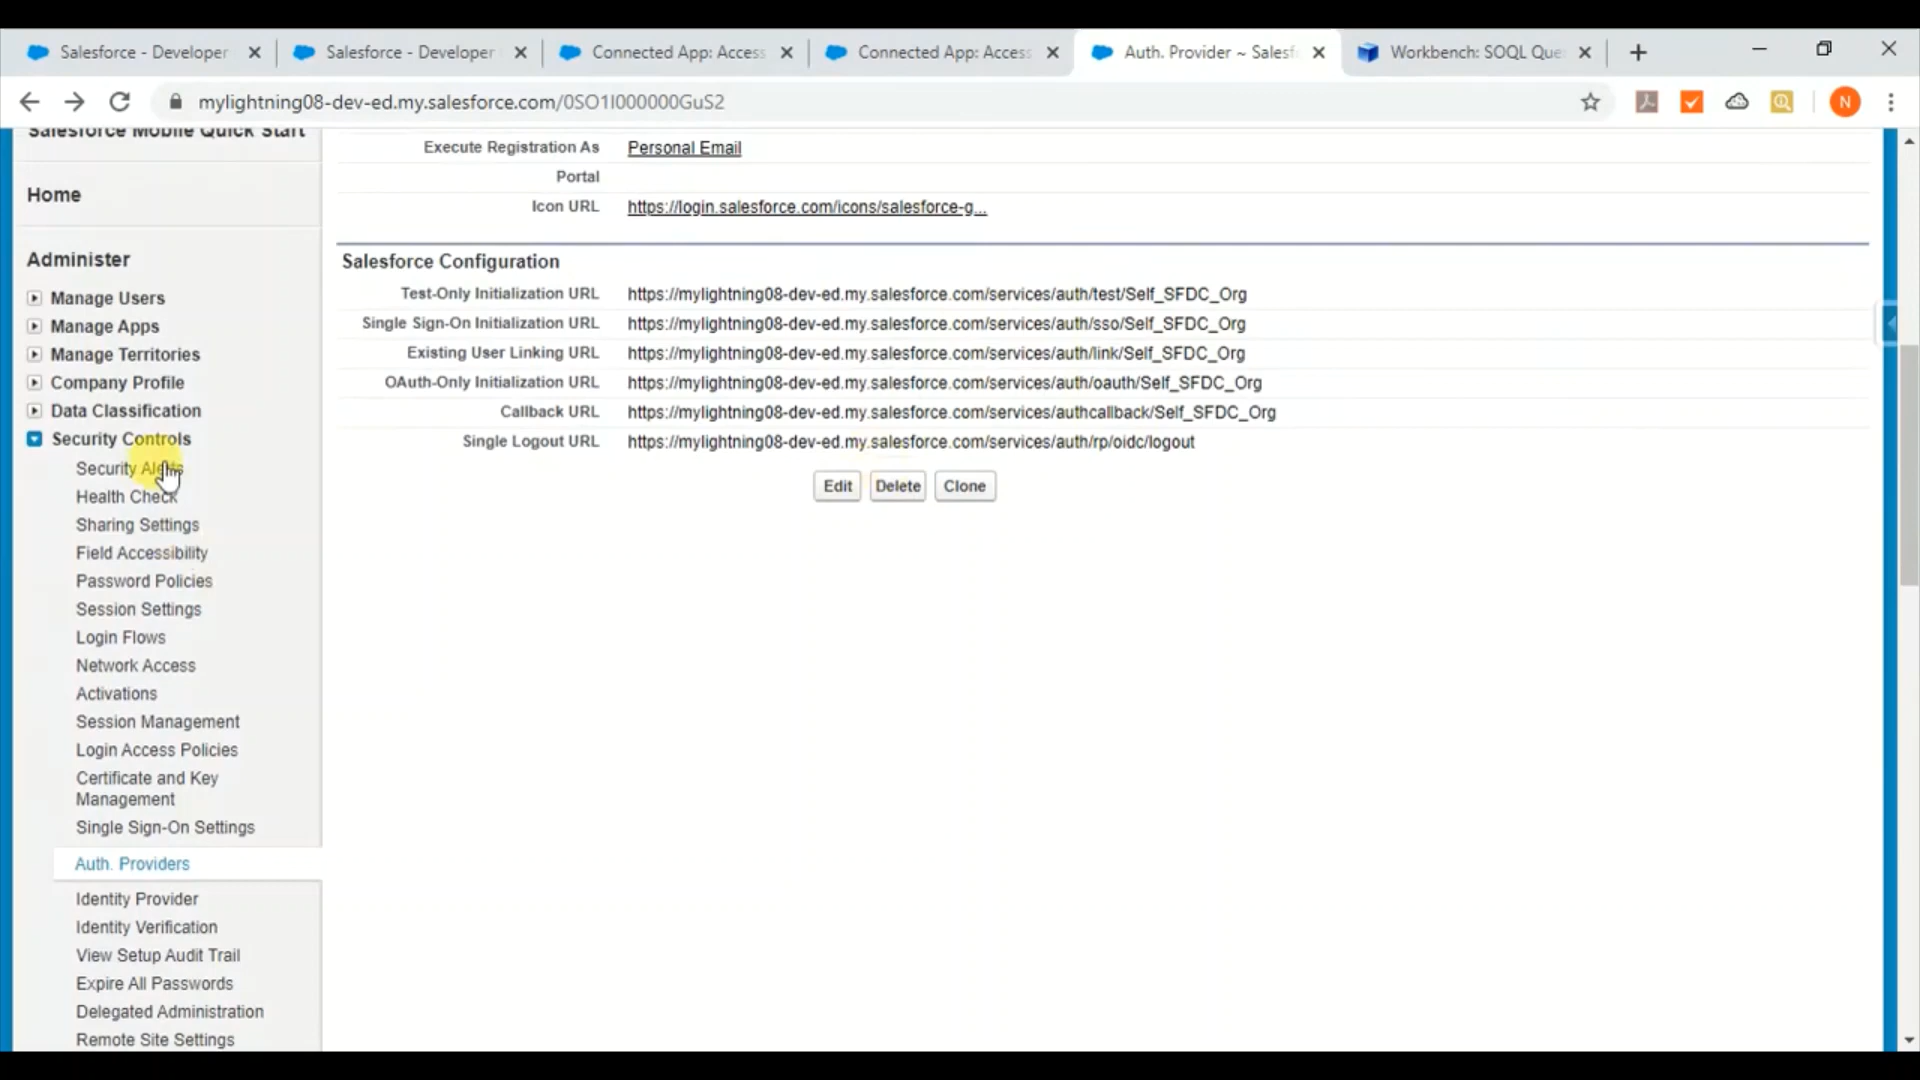 Salesforce - Developer
Salesforce - Developer
Connected App: Access
Connected App: Access
Auth. Provider ~ Salesf
Workbench: SOQL Que
mylightning08-dev-ed.my.salesforce.com/0SO1I000000GuS2
N
Salesforce Mobile Quick Start
Home
Administer
Manage Users
Manage Apps
Manage Territories
Company Profile
Data Classification
Security Controls
Security Alerts
Health Check
Sharing Settings
Field Accessibility
Password Policies
Session Settings
Login Flows
Network Access
Activations
Session Management
Login Access Policies
Certificate and Key
Management
Single Sign-On Settings
Auth. Providers
Identity Provider
Identity Verification
View Setup Audit Trail
Expire All Passwords
Delegated Administration
Remote Site Settings
Execute Registration As Personal Email
Portal
Icon URL https://login.salesforce.com/icons/salesforce-g...
Salesforce Configuration
Test-Only Initialization URL https://mylightning08-dev-ed.my.salesforce.com/services/auth/test/Self_SFDC_Org
Single Sign-On Initialization URL https://mylightning08-dev-ed.my.salesforce.com/services/auth/sso/Self_SFDC_Org
Existing User Linking URL https://mylightning08-dev-ed.my.salesforce.com/services/auth/link/Self_SFDC_Org
OAuth-Only Initialization URL https://mylightning08-dev-ed.my.salesforce.com/services/auth/oauth/Self_SFDC_Org
Callback URL https://mylightning08-dev-ed.my.salesforce.com/services/authcallback/Self_SFDC_Org
Single Logout URL https://mylightning08-dev-ed.my.salesforce.com/services/auth/rp/oidc/logout
Edit Delete Clone